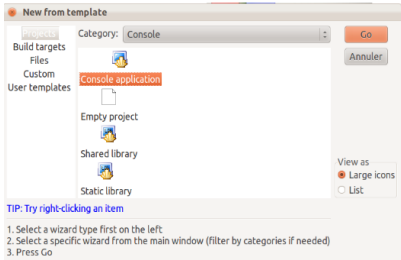 New from template
Projects
Build targets
Files
Custom
User templates
Category: Console
Console application
Empty project
Shared library
Static library
Go
Annuler
View as
Large icons
List
TIP: Try right-clicking an item
1. Select a wizard type first on the left
2. Select a specific wizard from the main window (filter by categories if needed)
3. Press Go